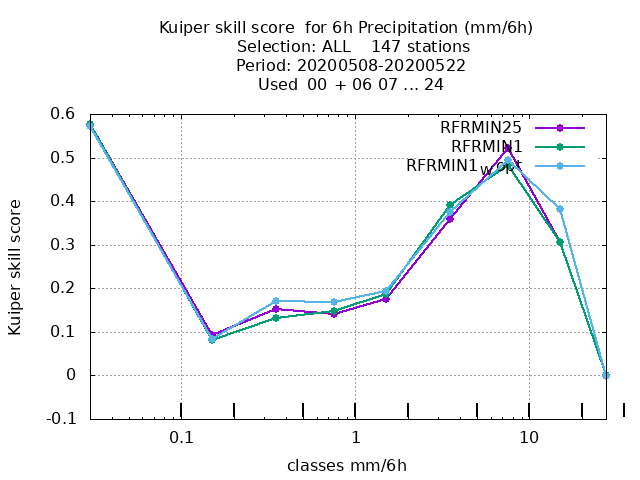 Kuiper skill score for 6h Precipitation (mm/6h)
Selection: ALL 147 stations
Period: 20200508-20200522
Used 00 + 06 07 ... 24
RFRMIN25
RFRMIN1
RFRMIN1wopt
Kuiper skill score
0.6
0.5
0.4
0.3
0.2
0.1
0
-0.1
0.1
1
10
classes mm/6h